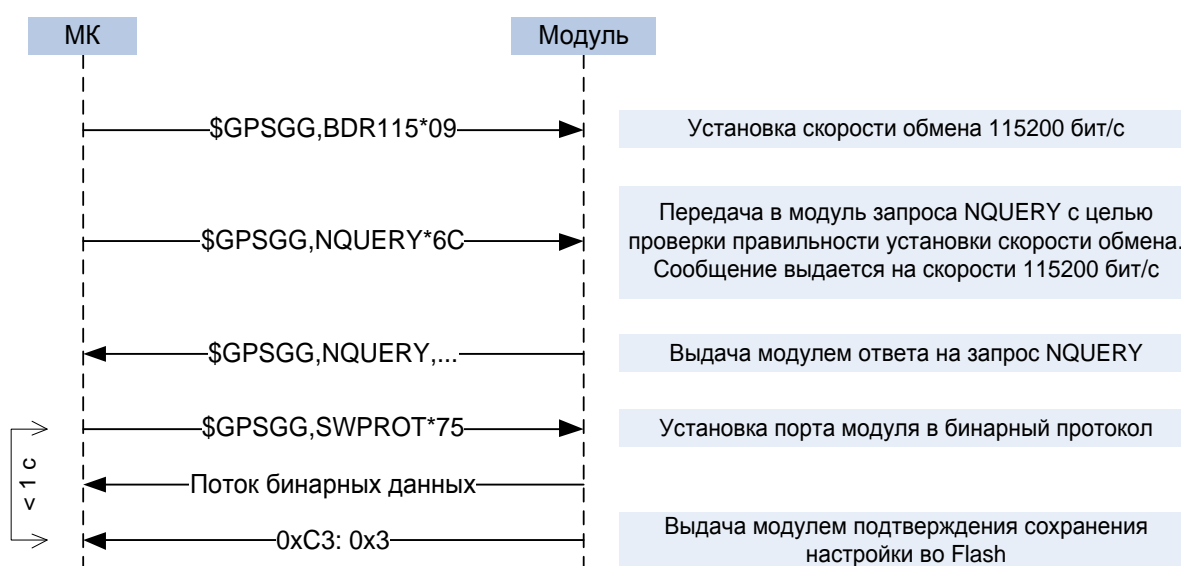 МК
Модуль
$GPSGG,BDR115*09
Установка скорости обмена 115200 бит/с
$GPSGG,NQUERY*6C
Передача в модуль запроса NQUERY с целью
проверки правильности установки скорости обмена.
Сообщение выдается на скорости 115200 бит/с
$GPSGG,NQUERY,...
Выдача модулем ответа на запрос NQUERY
$GPSGG,SWPROT*75
Установка порта модуля в бинарный протокол
< 1 с
Поток бинарных данных
0xC3: 0x3
Выдача модулем подтверждения сохранения
настройки во Flash